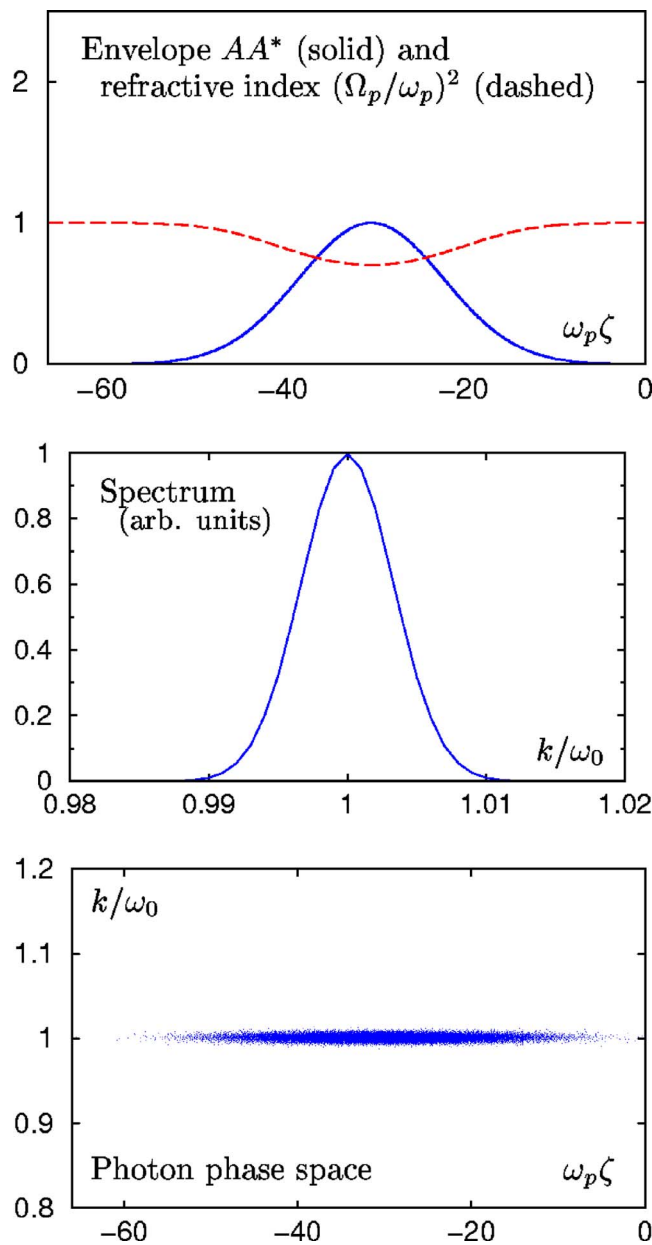 Envelope AA* (solid) and
refractive index (Ωₚ/ωₚ)² (dashed)
2
1
0
ωₚζ
−60 −40 −20 0
Spectrum
(arb. units)
1
0.8
0.6
0.4
0.2
0
k/ω₀
0.98 0.99 1 1.01 1.02
1.2
k/ω₀
1.1
1
0.9
Photon phase space ωₚζ
0.8
−60 −40 −20 0